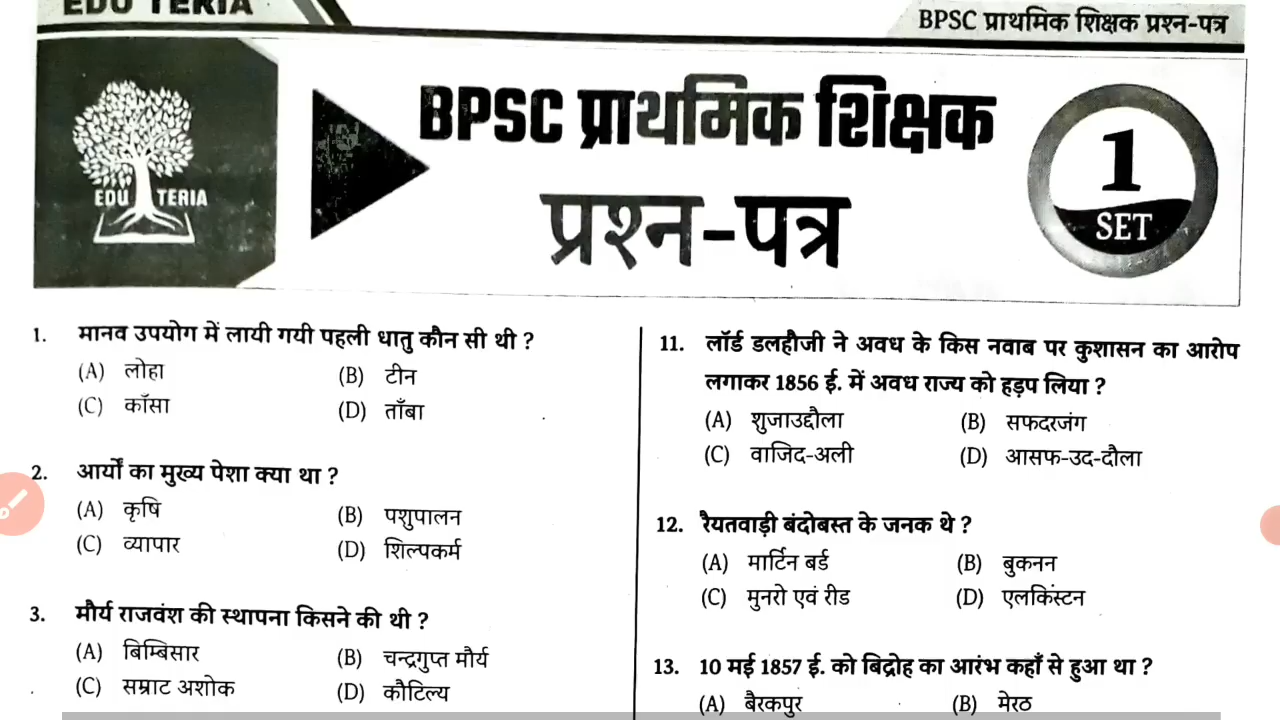 EDU TERIA
BPSC प्राथमिक शिक्षक प्रश्न-पत्र
EDU TERIA
BPSC प्राथमिक शिक्षक
प्रश्न-पत्र
1
SET
1. मानव उपयोग में लायी गयी पहली धातु कौन सी थी ?
(A) लोहा (B) टीन
(C) काँसा (D) ताँबा
2. आर्यों का मुख्य पेशा क्या था ?
(A) कृषि (B) पशुपालन
(C) व्यापार (D) शिल्पकर्म
3. मौर्य राजवंश की स्थापना किसने की थी ?
(A) बिम्बिसार (B) चन्द्रगुप्त मौर्य
(C) सम्राट अशोक (D) कौटिल्य
11. लॉर्ड डलहौजी ने अवध के किस नवाब पर कुशासन का आरोप
लगाकर 1856 ई. में अवध राज्य को हड़प लिया ?
(A) शुजाउद्दौला (B) सफदरजंग
(C) वाजिद-अली (D) आसफ-उद-दौला
12. रैयतवाड़ी बंदोबस्त के जनक थे ?
(A) मार्टिन बर्ड (B) बुकनन
(C) मुनरो एवं रीड (D) एलकिंस्टन
13. 10 मई 1857 ई. को बिद्रोह का आरंभ कहाँ से हुआ था ?
(A) बैरकपुर (B) मेरठ